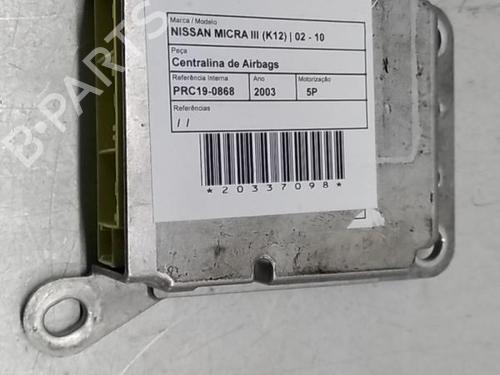 Marca / Modelo
NISSAN MICRA III (K12) | 02 - 10
Peça
Centralina de Airbags
Referência Interna Ano Motorização
PRC19-0868 2003 5P
Referências
/ /
*20337098*
B-PARTS